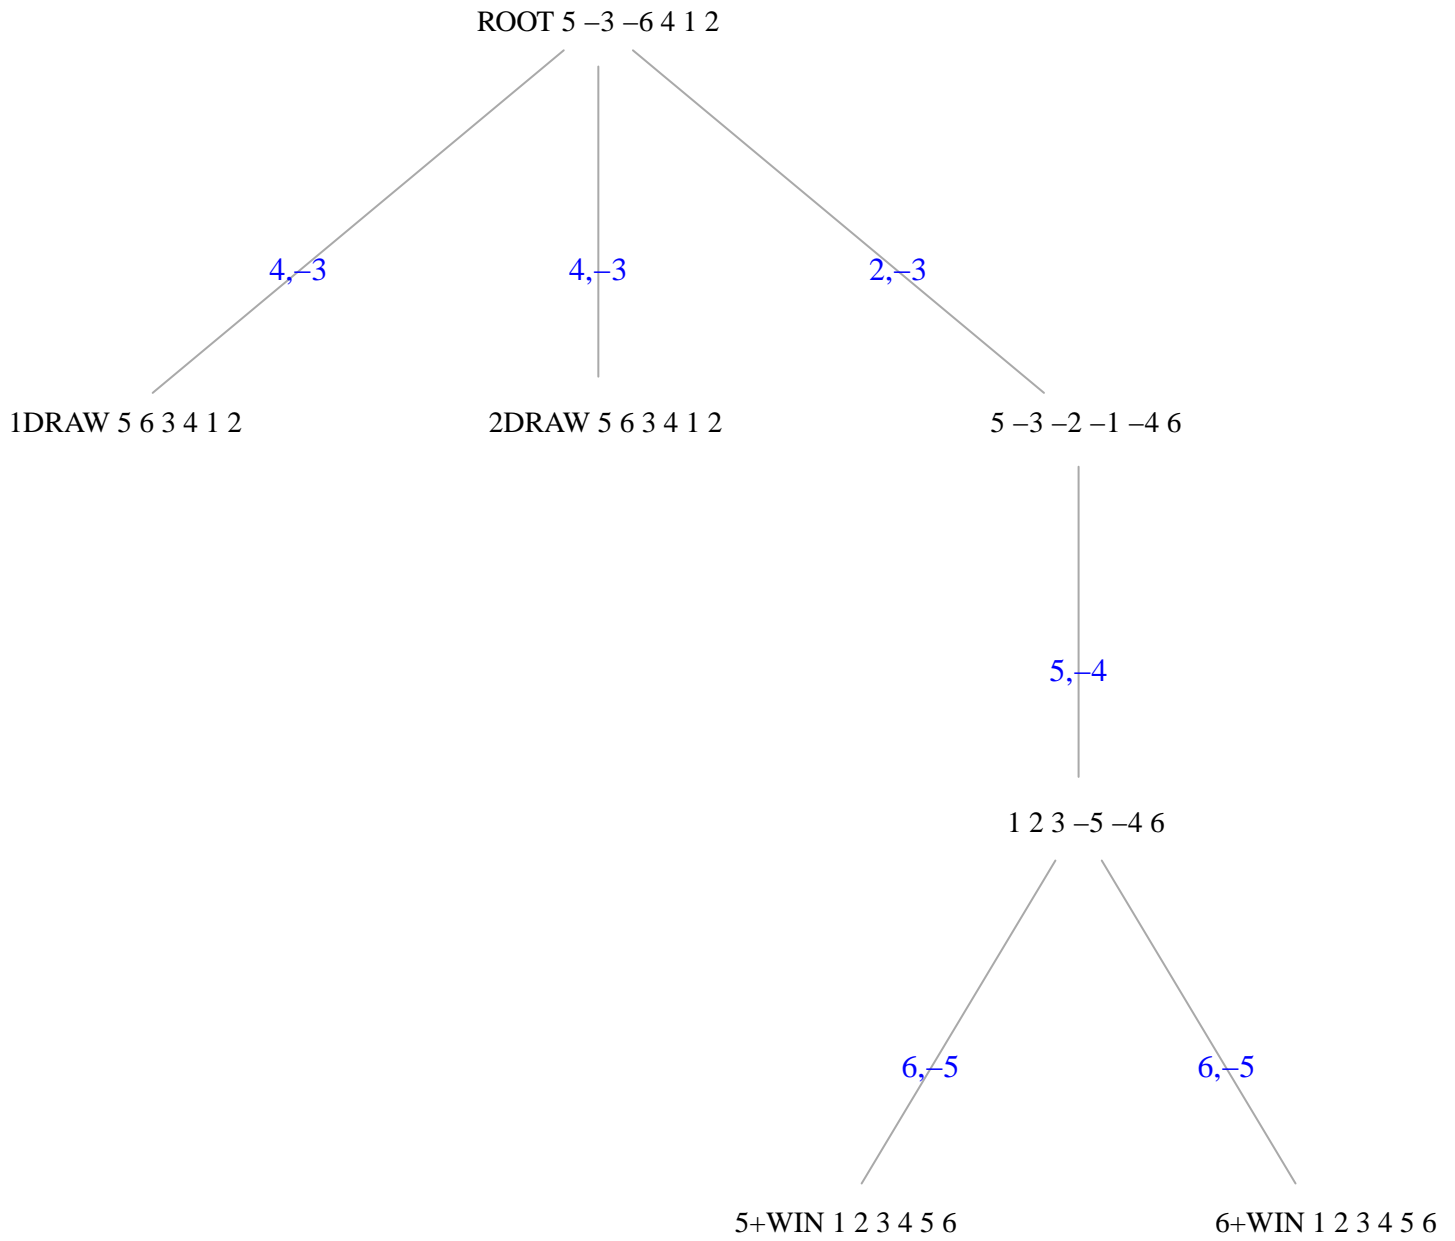 ROOT 5 –3 –6 4 1 2
4,–3
4,–3
2,–3
1DRAW 5 6 3 4 1 2
2DRAW 5 6 3 4 1 2
5 –3 –2 –1 –4 6
5,–4
1 2 3 –5 –4 6
6,–5
6,–5
5+WIN 1 2 3 4 5 6
6+WIN 1 2 3 4 5 6